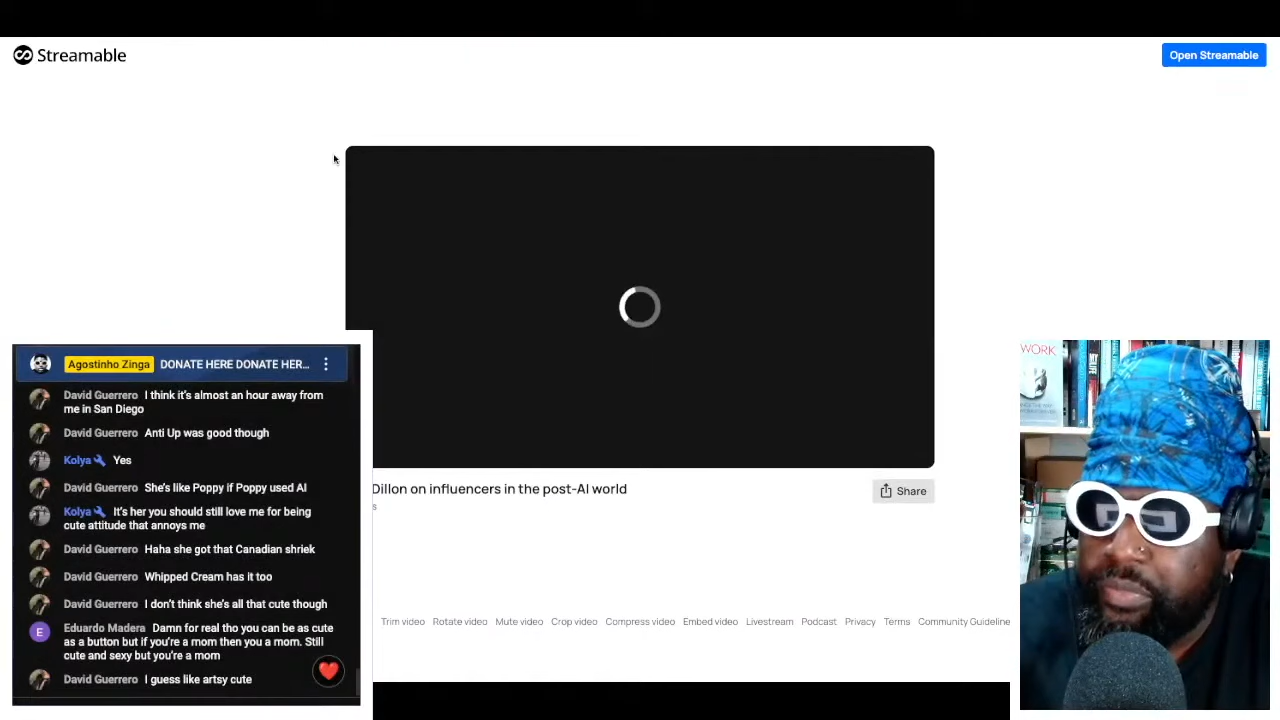 Streamable
Open Streamable
Dillon on influencers in the post-AI world
s
Share
Agostinho Zinga DONATE HERE DONATE HER...
David Guerrero I think it's almost an hour away from
me in San Diego
David Guerrero Anti Up was good though
Kolya Yes
David Guerrero She's like Poppy if Poppy used AI
Kolya It's her you should still love me for being
cute attitude that annoys me
David Guerrero Haha she got that Canadian shriek
David Guerrero Whipped Cream has it too
David Guerrero I don't think she's all that cute though
E
Eduardo Madera Damn for real tho you can be as cute
as a button but if you're a mom then you a mom. Still
cute and sexy but you're a mom
David Guerrero I guess like artsy cute
Trim video Rotate video Mute video Crop video Compress video Embed video Livestream Podcast Privacy Terms Community Guideline
WORK